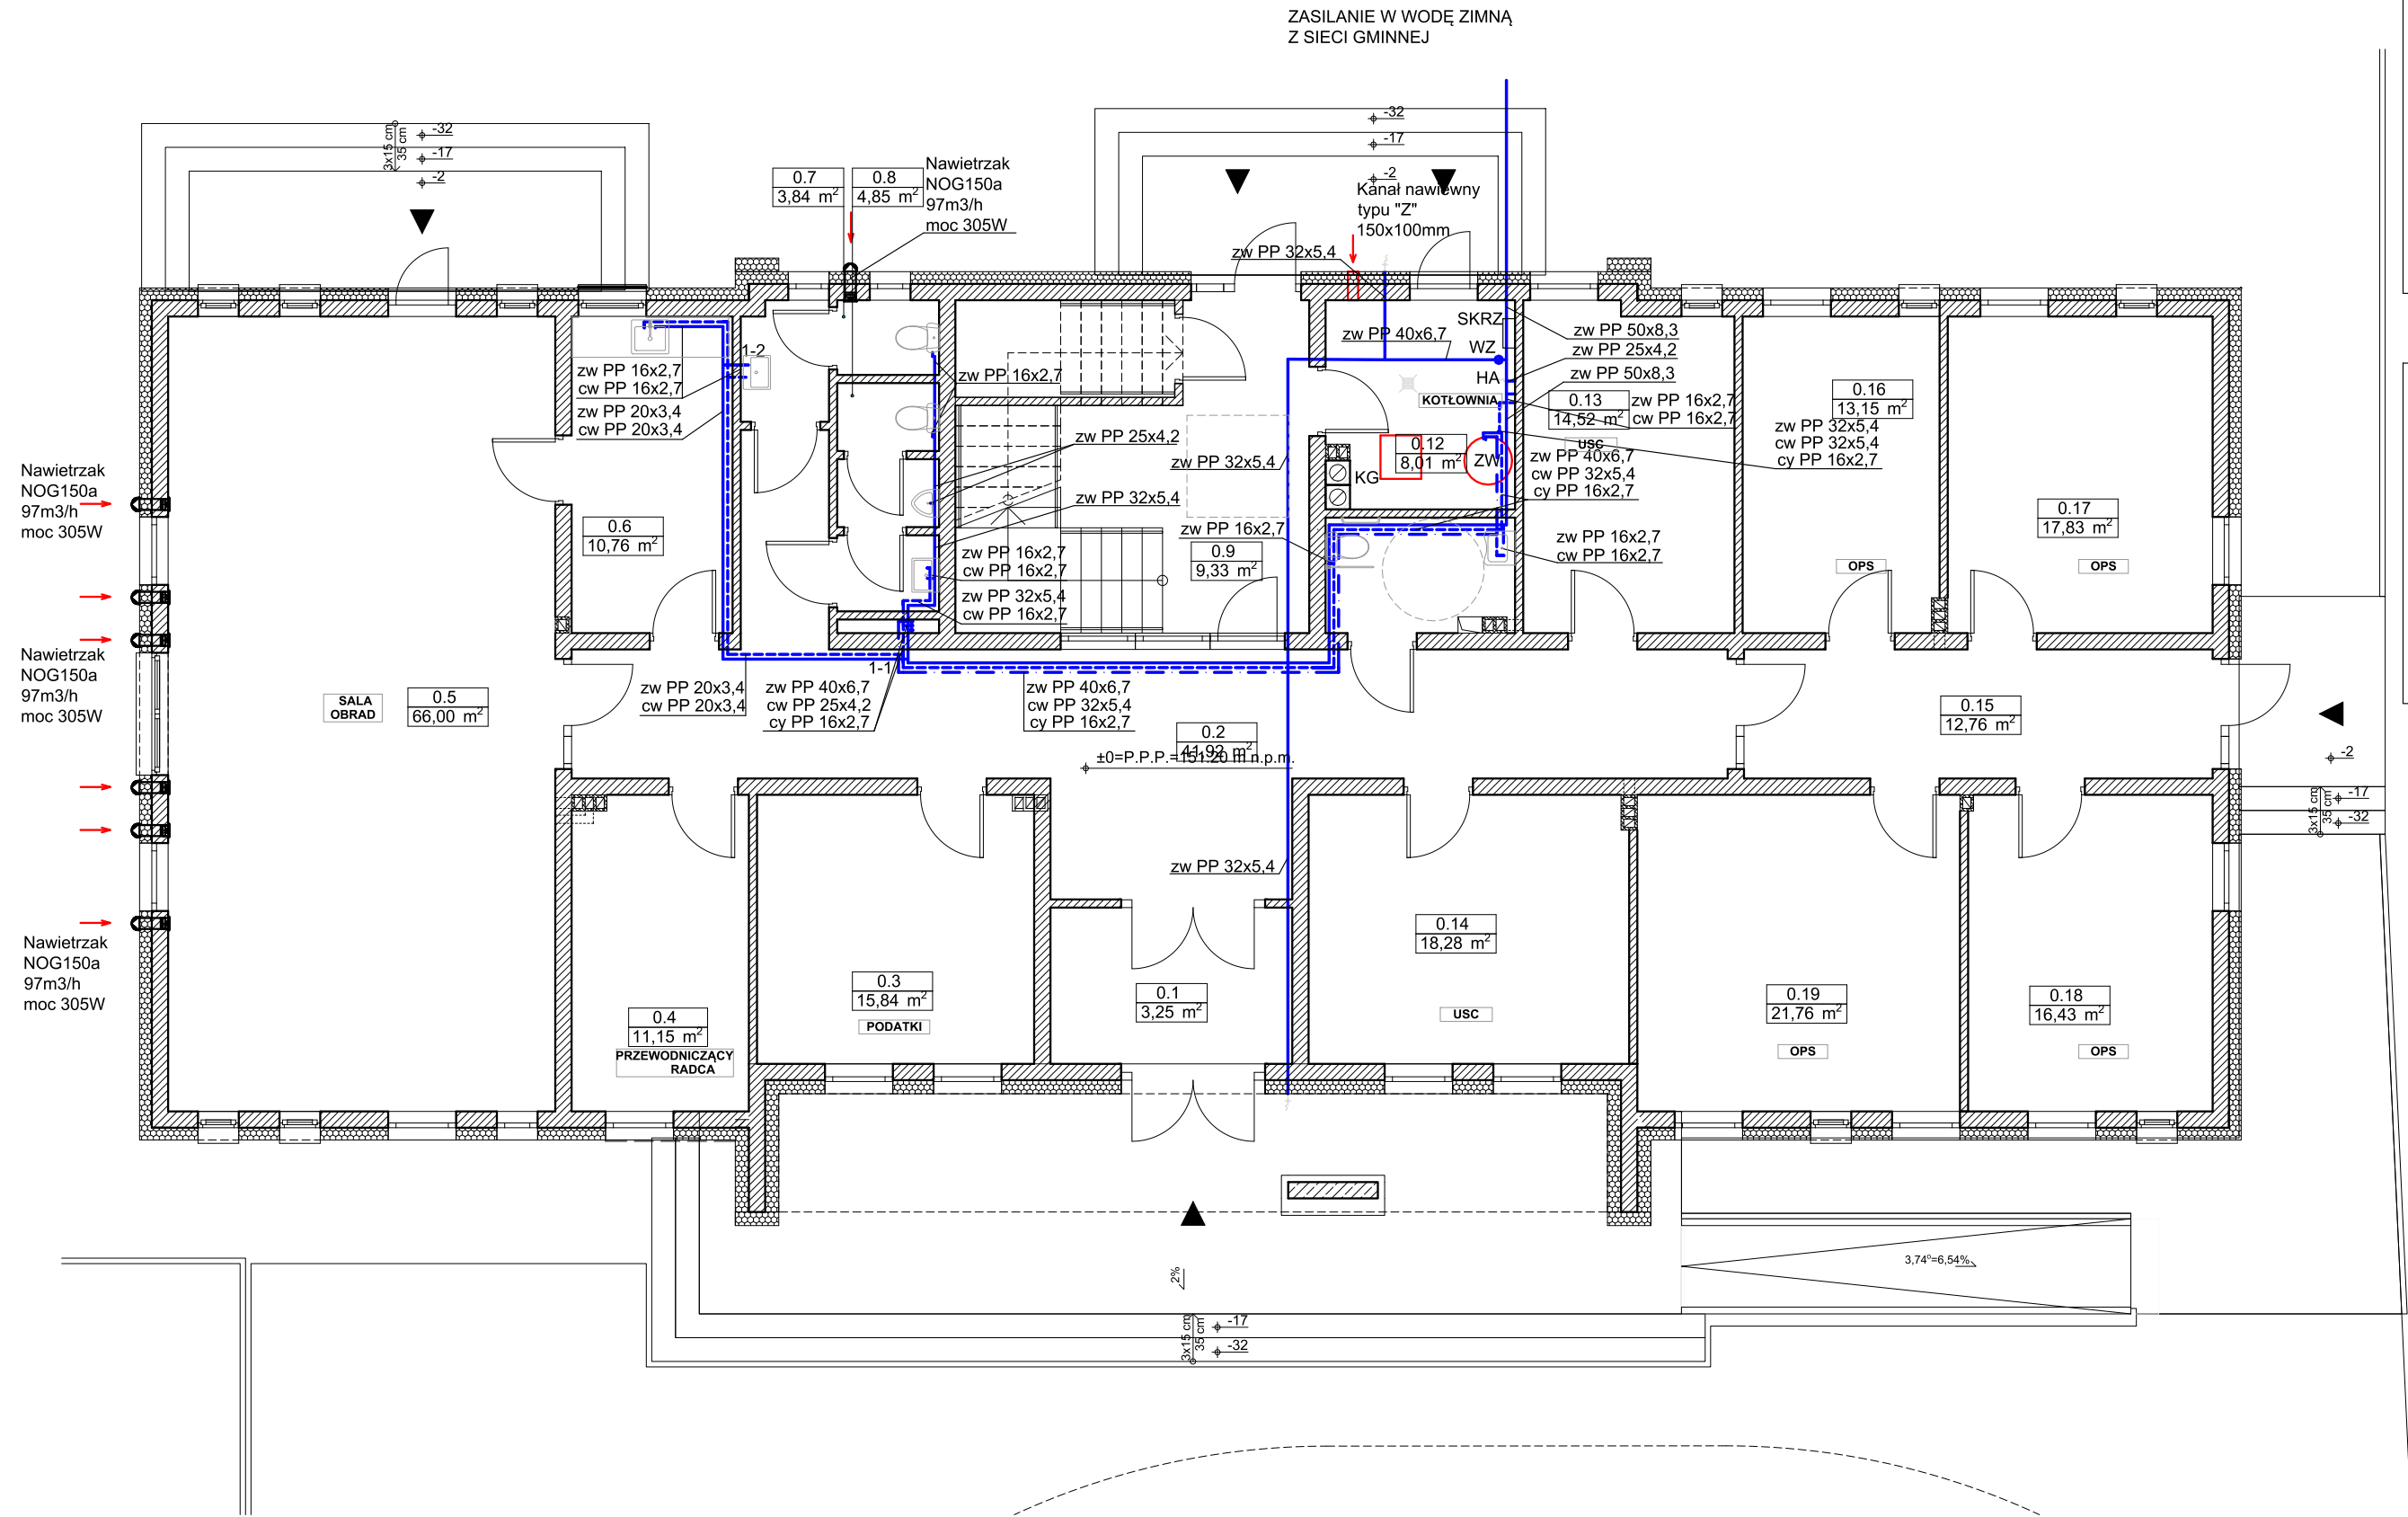 ZASILANIE W WODĘ ZIMNĄ
Z SIECI GMINNEJ
3x15 cm
35 cm
-32
-17
-2
0.7
3,84 m²
0.8
4,85 m²
Nawietrzak
NOG150a
97m3/h
moc 305W
-32
-17
-2
Kanał nawiewny
typu "Z"
150x100mm
zw PP 32x5,4
SKRZ
WZ
HA
KOTŁOWNIA
zw PP 40x6,7
zw PP 50x8,3
zw PP 25x4,2
zw PP 50x8,3
1-2
zw PP 16x2,7
cw PP 16x2,7
zw PP 20x3,4
cw PP 20x3,4
zw PP 16x2,7
zw PP 25x4,2
zw PP 32x5,4
zw PP 32x5,4
0.13
14,52 m²
USC
zw PP 16x2,7
cw PP 16x2,7
0.16
13,15 m²
zw PP 32x5,4
cw PP 32x5,4
cy PP 16x2,7
0.12
8,01 m²
ZW
KG
zw PP 40x6,7
cw PP 32x5,4
cy PP 16x2,7
Nawietrzak
NOG150a
97m3/h
moc 305W
0.6
10,76 m²
zw PP 16x2,7
cw PP 16x2,7
zw PP 32x5,4
cw PP 16x2,7
zw PP 16x2,7
0.9
9,33 m²
zw PP 16x2,7
cw PP 16x2,7
OPS
0.17
17,83 m²
OPS
Nawietrzak
NOG150a
97m3/h
moc 305W
SALA
OBRAD
0.5
66,00 m²
1-1
zw PP 20x3,4
cw PP 20x3,4
zw PP 40x6,7
cw PP 25x4,2
cy PP 16x2,7
zw PP 40x6,7
cw PP 32x5,4
cy PP 16x2,7
0.2
41,92 m²
±0=P.P.P.=151.20 m n.p.m.
0.15
12,76 m²
-2
-17
-32
3x15 cm
35 cm
zw PP 32x5,4
Nawietrzak
NOG150a
97m3/h
moc 305W
0.4
11,15 m²
PRZEWODNICZĄCY
RADCA
0.3
15,84 m²
PODATKI
0.1
3,25 m²
0.14
18,28 m²
USC
0.19
21,76 m²
OPS
0.18
16,43 m²
OPS
3,74°=6,54%
2%
3x15 cm
35 cm
-17
-32